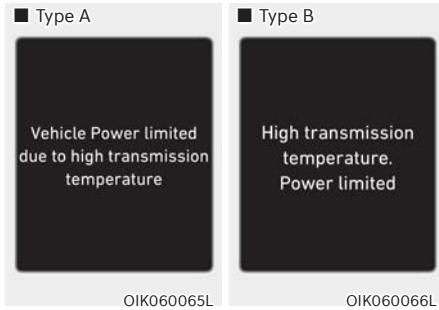 ■ Type A
Vehicle Power limited
due to high transmission
temperature
OIK060065L
■ Type B
High transmission
temperature.
Power limited
OIK060066L